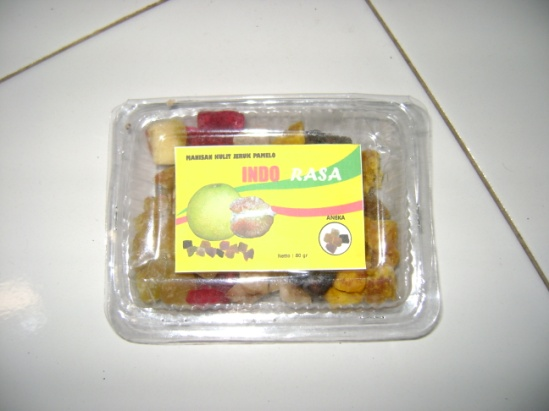 MANISAN KULIT JERUK PAMELO
INDO RASA
ANEKA
Netto : 80 gr